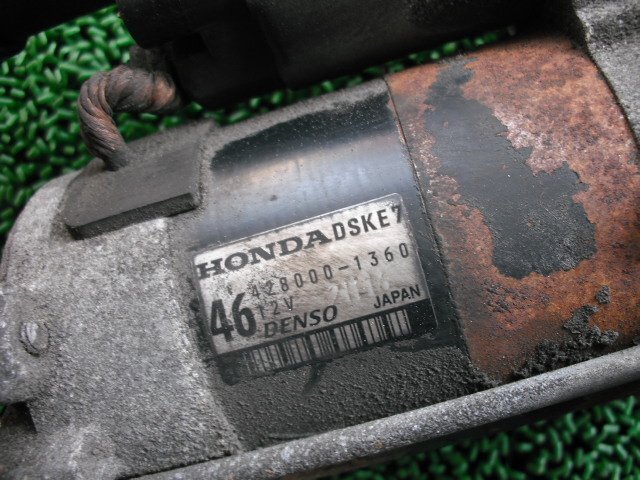 HONDA DSKE7
428000-1360
46 12V
DENSO JAPAN